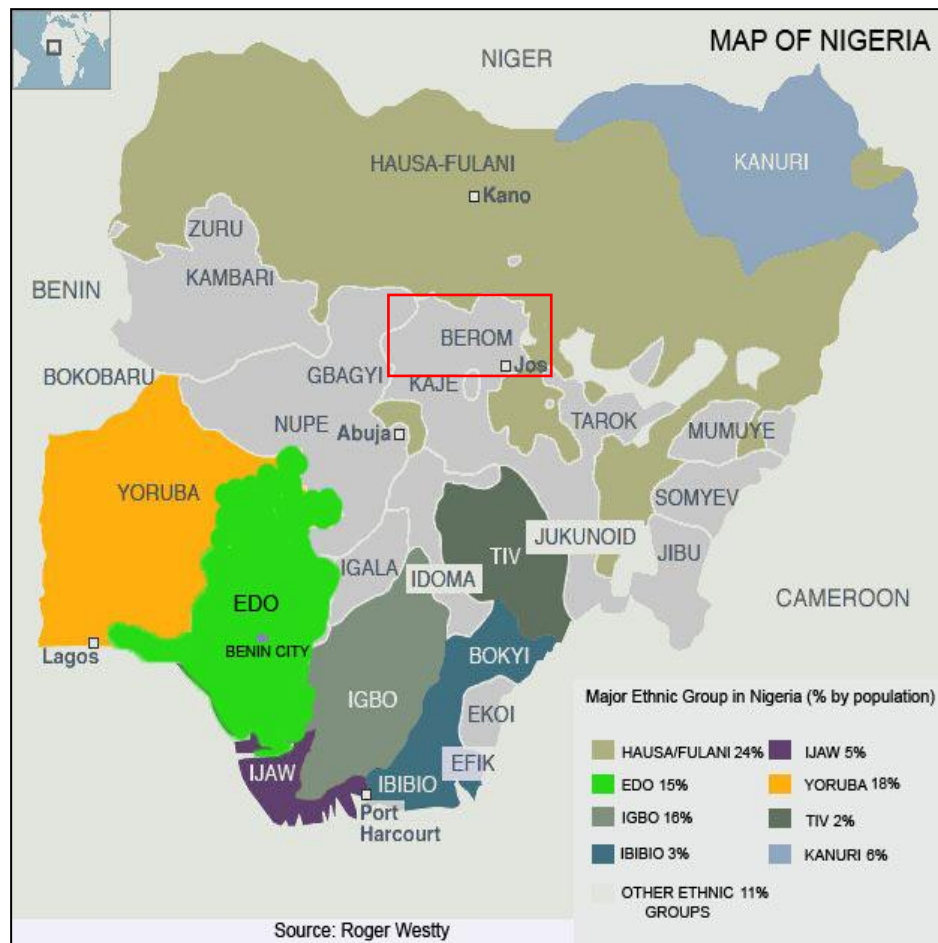 MAP OF NIGERIA
NIGER
KANURI
HAUSA-FULANI
Kano
ZURU
KAMBARI
BENIN
BEROM
Jos
BOKOBARU
GBAGYI
KAJE
NUPE
Abuja
TAROK
MUMUYE
YORUBA
SOMYEV
JUKUNOID
TIV
IGALA
JIBU
IDOMA
EDO
CAMEROON
BENIN CITY
Lagos
BOKYI
IGBO
EKOI
EFIK
IJAW
IBIBIO
Port
Harcourt
Major Ethnic Group in Nigeria (% by population)
HAUSA/FULANI 24%
IJAW 5%
EDO 15%
YORUBA 18%
IGBO 16%
TIV 2%
IBIBIO 3%
KANURI 6%
OTHER ETHNIC 11%
GROUPS
Source: Roger Westty